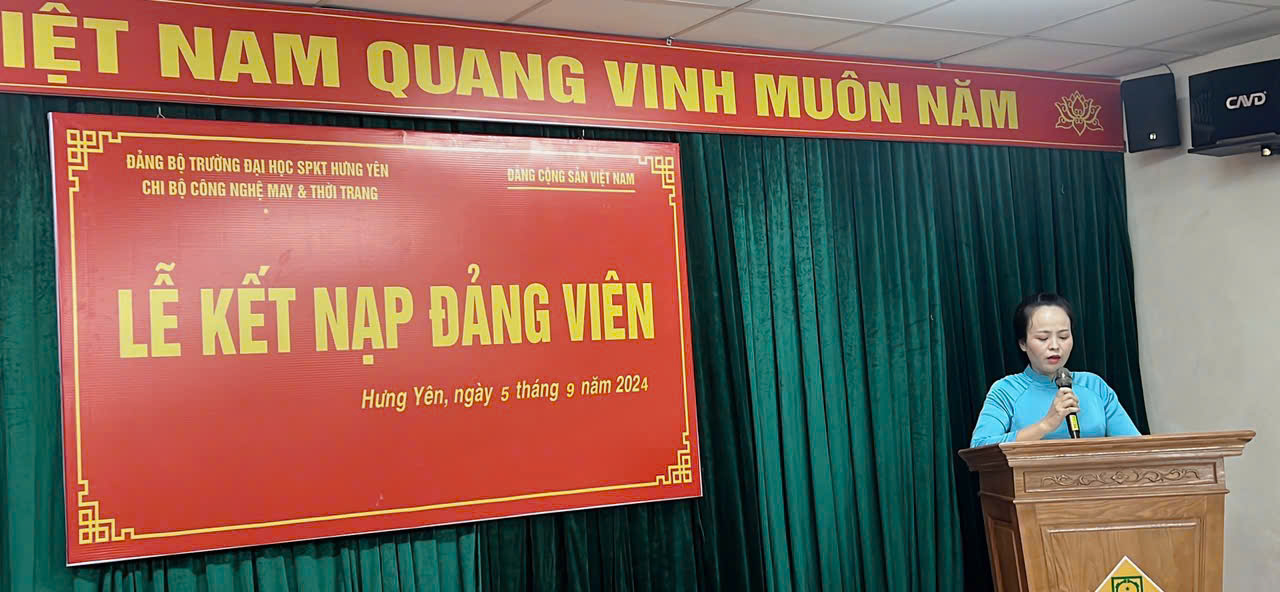 IỆT NAM QUANG VINH MUÔN NĂM
ĐẢNG BỘ TRƯỜNG ĐẠI HỌC SPKT HƯNG YÊN
CHI BỘ CÔNG NGHỆ MAY & THỜI TRANG
ĐẢNG CỘNG SẢN VIỆT NAM
LỄ KẾT NẠP ĐẢNG VIÊN
Hưng Yên, ngày 5 tháng 9 năm 2024
CAVD